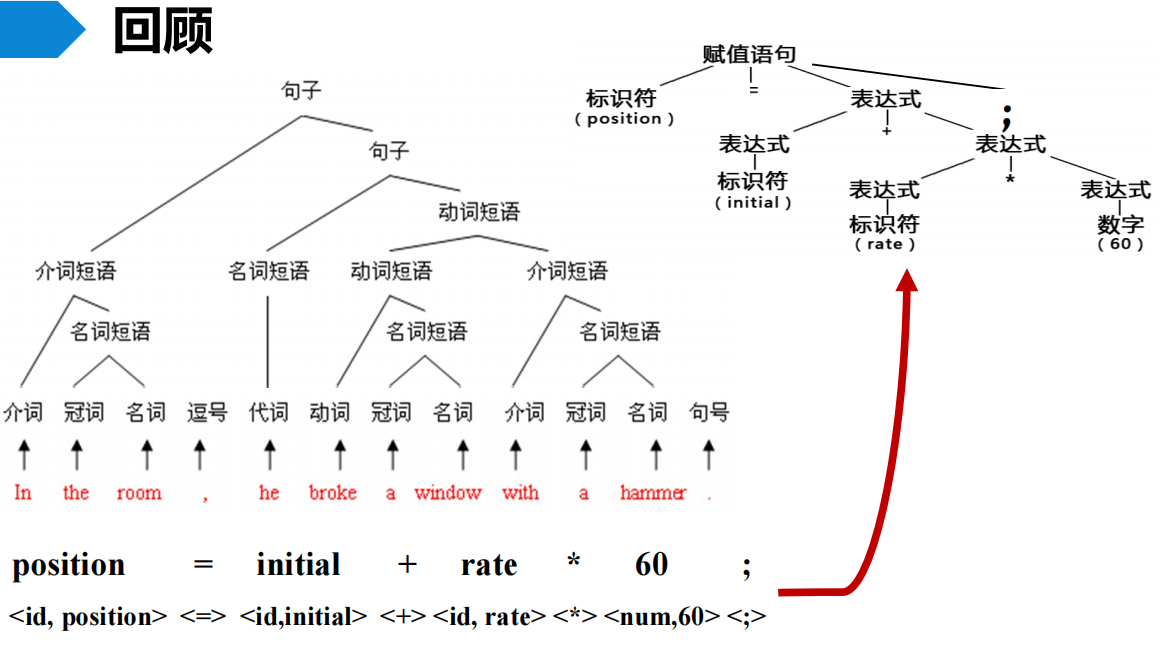 回顾
句子
句子
动词短语
介词短语 名词短语 动词短语 介词短语
名词短语 名词短语 名词短语
介词 冠词 名词 逗号 代词 动词 冠词 名词 介词 冠词 名词 句号
In the room , he broke a window with a hammer .
赋值语句
标识符 = 表达式 ;
(position) +
表达式 表达式
标识符 *
(initial)
表达式 表达式
标识符 数字
(rate) (60)
position = initial + rate * 60 ;
<id, position> <=> <id,initial> <+> <id, rate> <*> <num,60> <;>